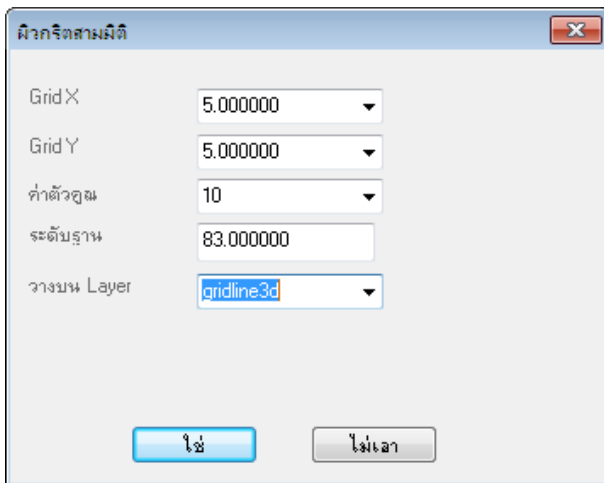 ผิวกริตสามมิติ
Grid X
5.000000
Grid Y
5.000000
ค่าตัวคูณ
10
ระดับฐาน
83.000000
วางบน Layer
gridline3d
ใช่
ไม่เอา